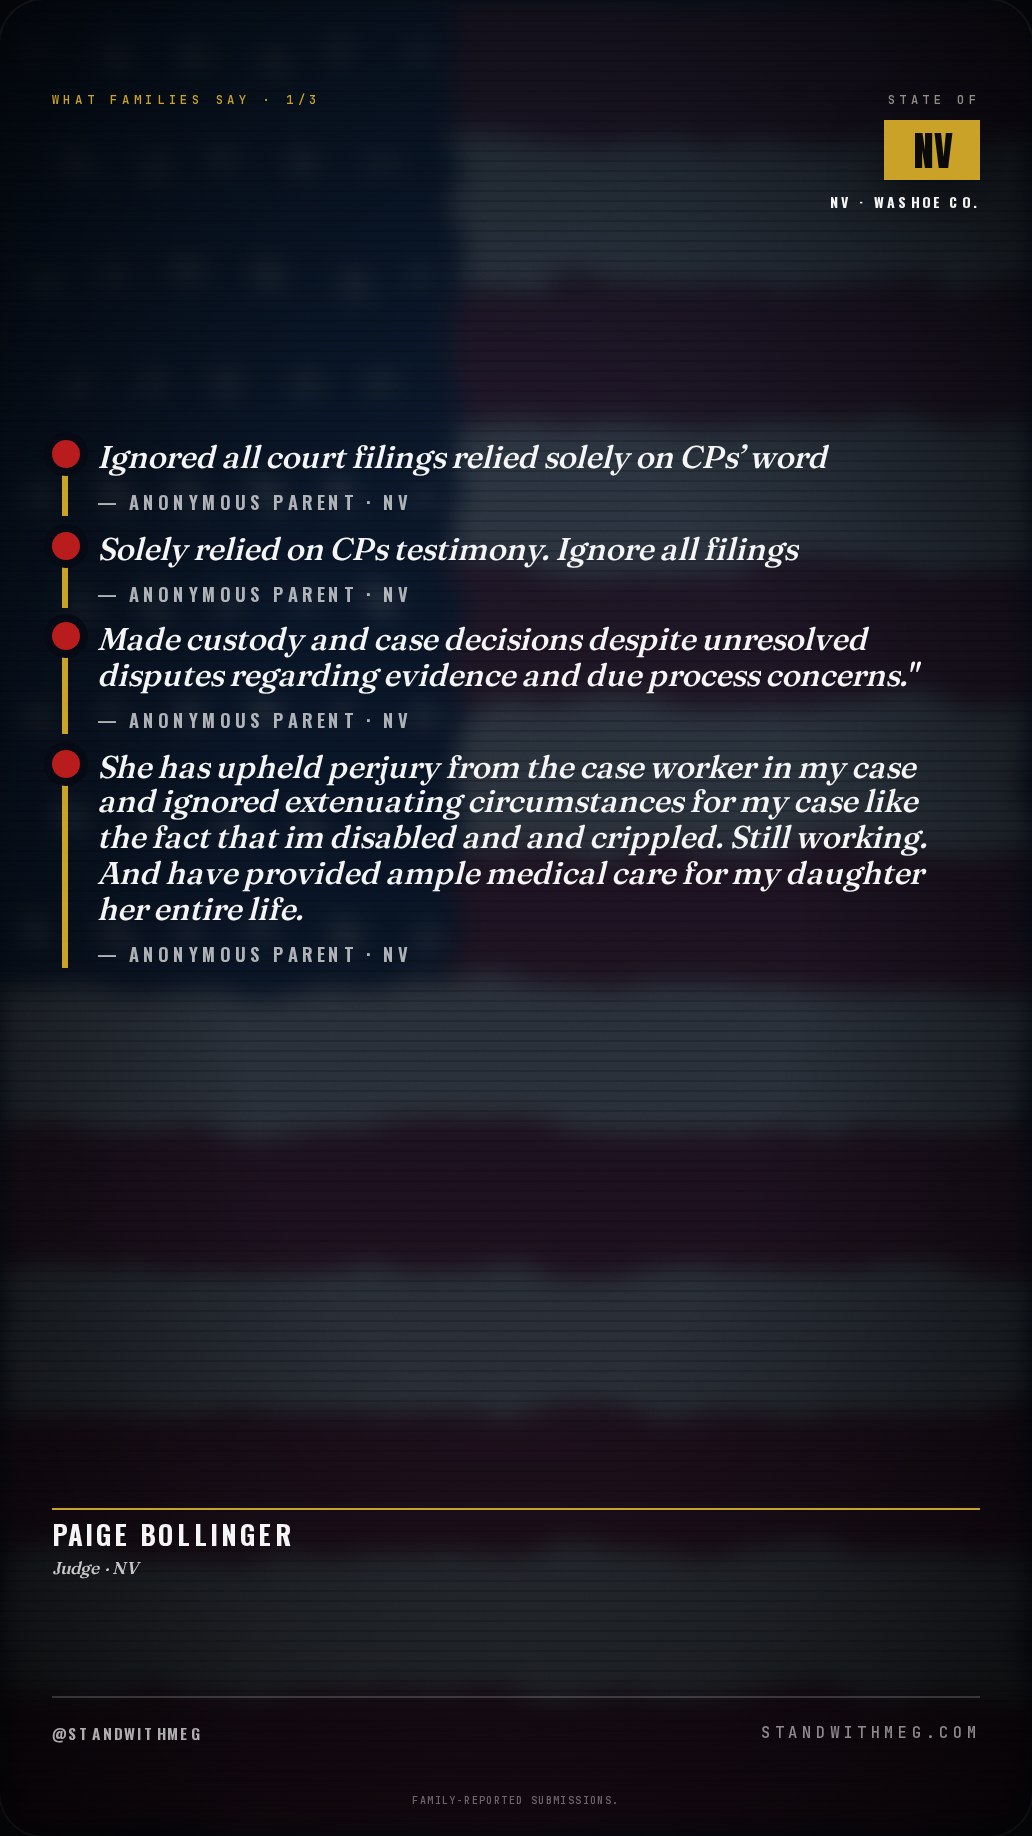 WHAT FAMILIES SAY · 1/3
STATE OF
NV
NV · WASHOE CO.
Ignored all court filings relied solely on CPs’ word
— ANONYMOUS PARENT · NV
Solely relied on CPs testimony. Ignore all filings
— ANONYMOUS PARENT · NV
Made custody and case decisions despite unresolved
disputes regarding evidence and due process concerns."
— ANONYMOUS PARENT · NV
She has upheld perjury from the case worker in my case
and ignored extenuating circumstances for my case like
the fact that im disabled and and crippled. Still working.
And have provided ample medical care for my daughter
her entire life.
— ANONYMOUS PARENT · NV
PAIGE BOLLINGER
Judge · NV
@STANDWITHMEG
STANDWITHMEG.COM
FAMILY-REPORTED SUBMISSIONS.